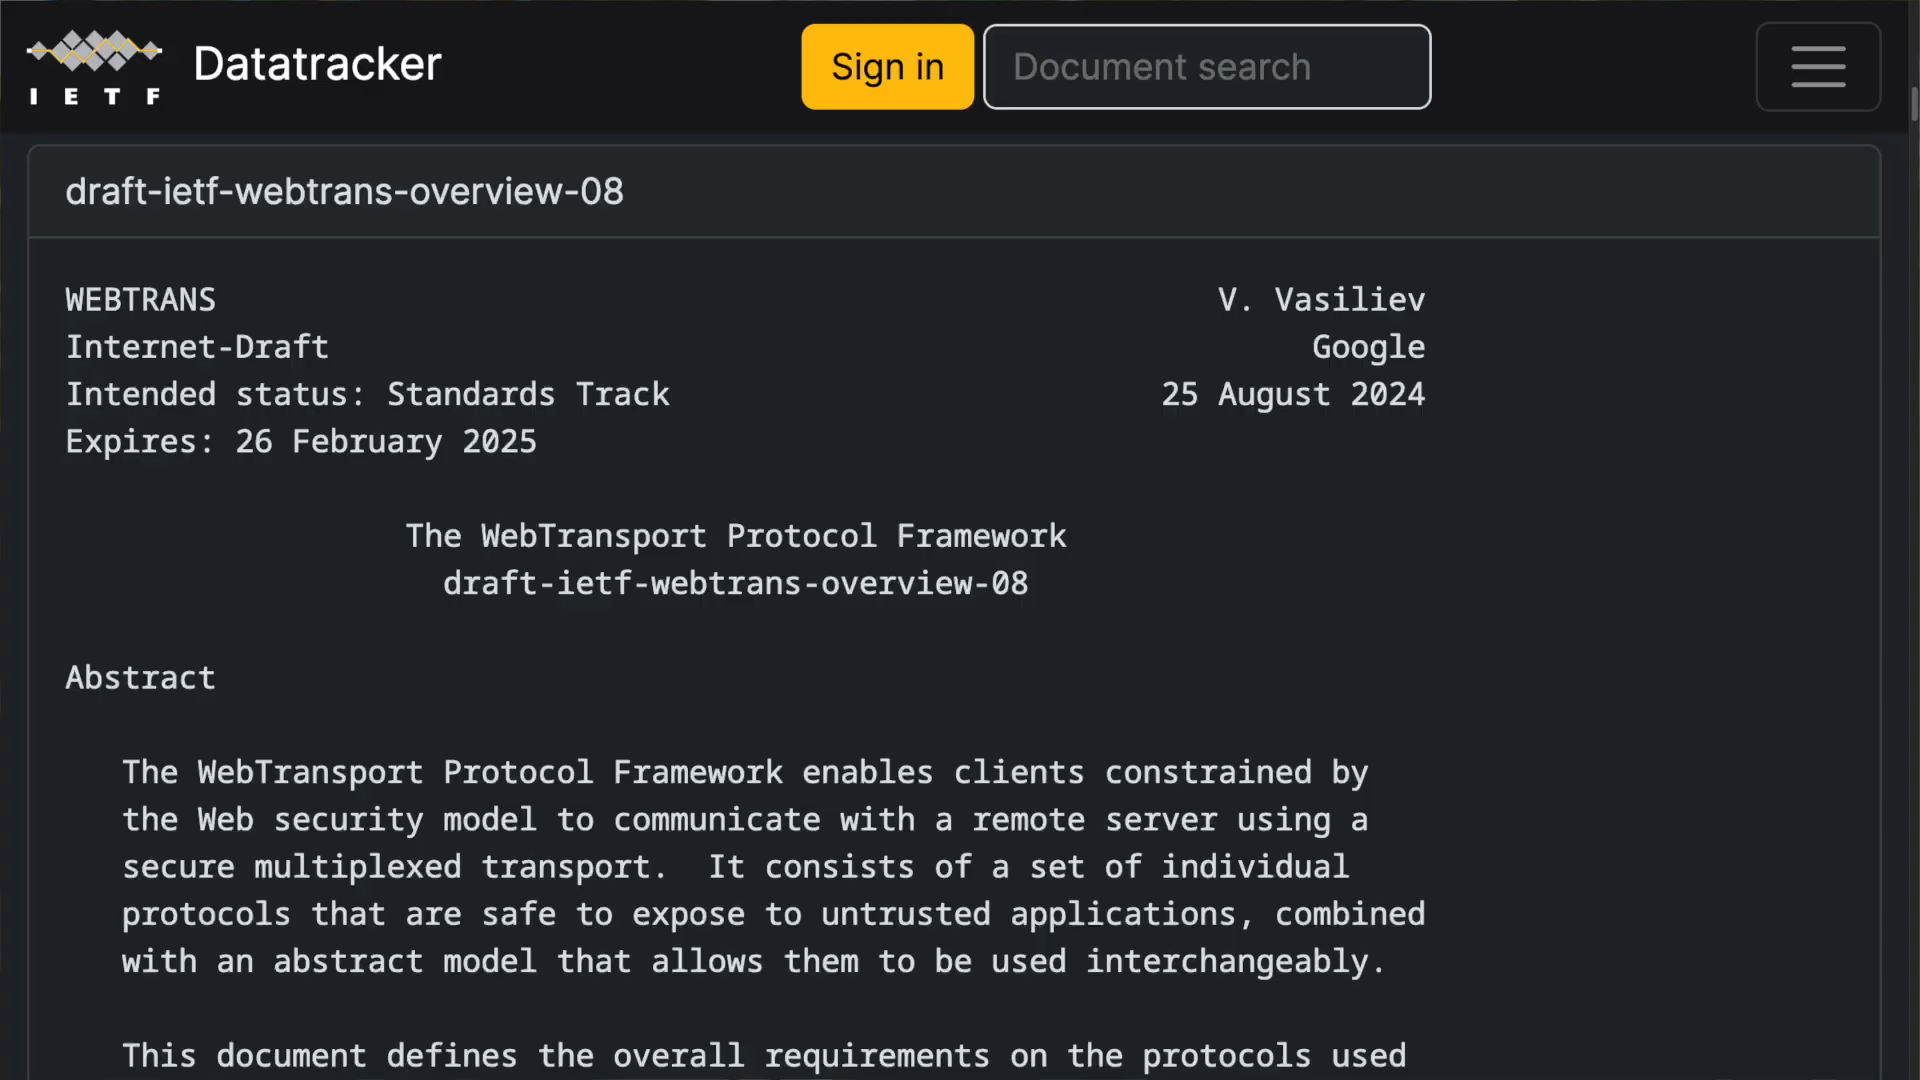 IETF
Datatracker
Sign in
Document search
draft-ietf-webtrans-overview-08
WEBTRANS V. Vasiliev
Internet-Draft Google
Intended status: Standards Track 25 August 2024
Expires: 26 February 2025
The WebTransport Protocol Framework
draft-ietf-webtrans-overview-08
Abstract
The WebTransport Protocol Framework enables clients constrained by
the Web security model to communicate with a remote server using a
secure multiplexed transport.  It consists of a set of individual
protocols that are safe to expose to untrusted applications, combined
with an abstract model that allows them to be used interchangeably.
This document defines the overall requirements on the protocols used